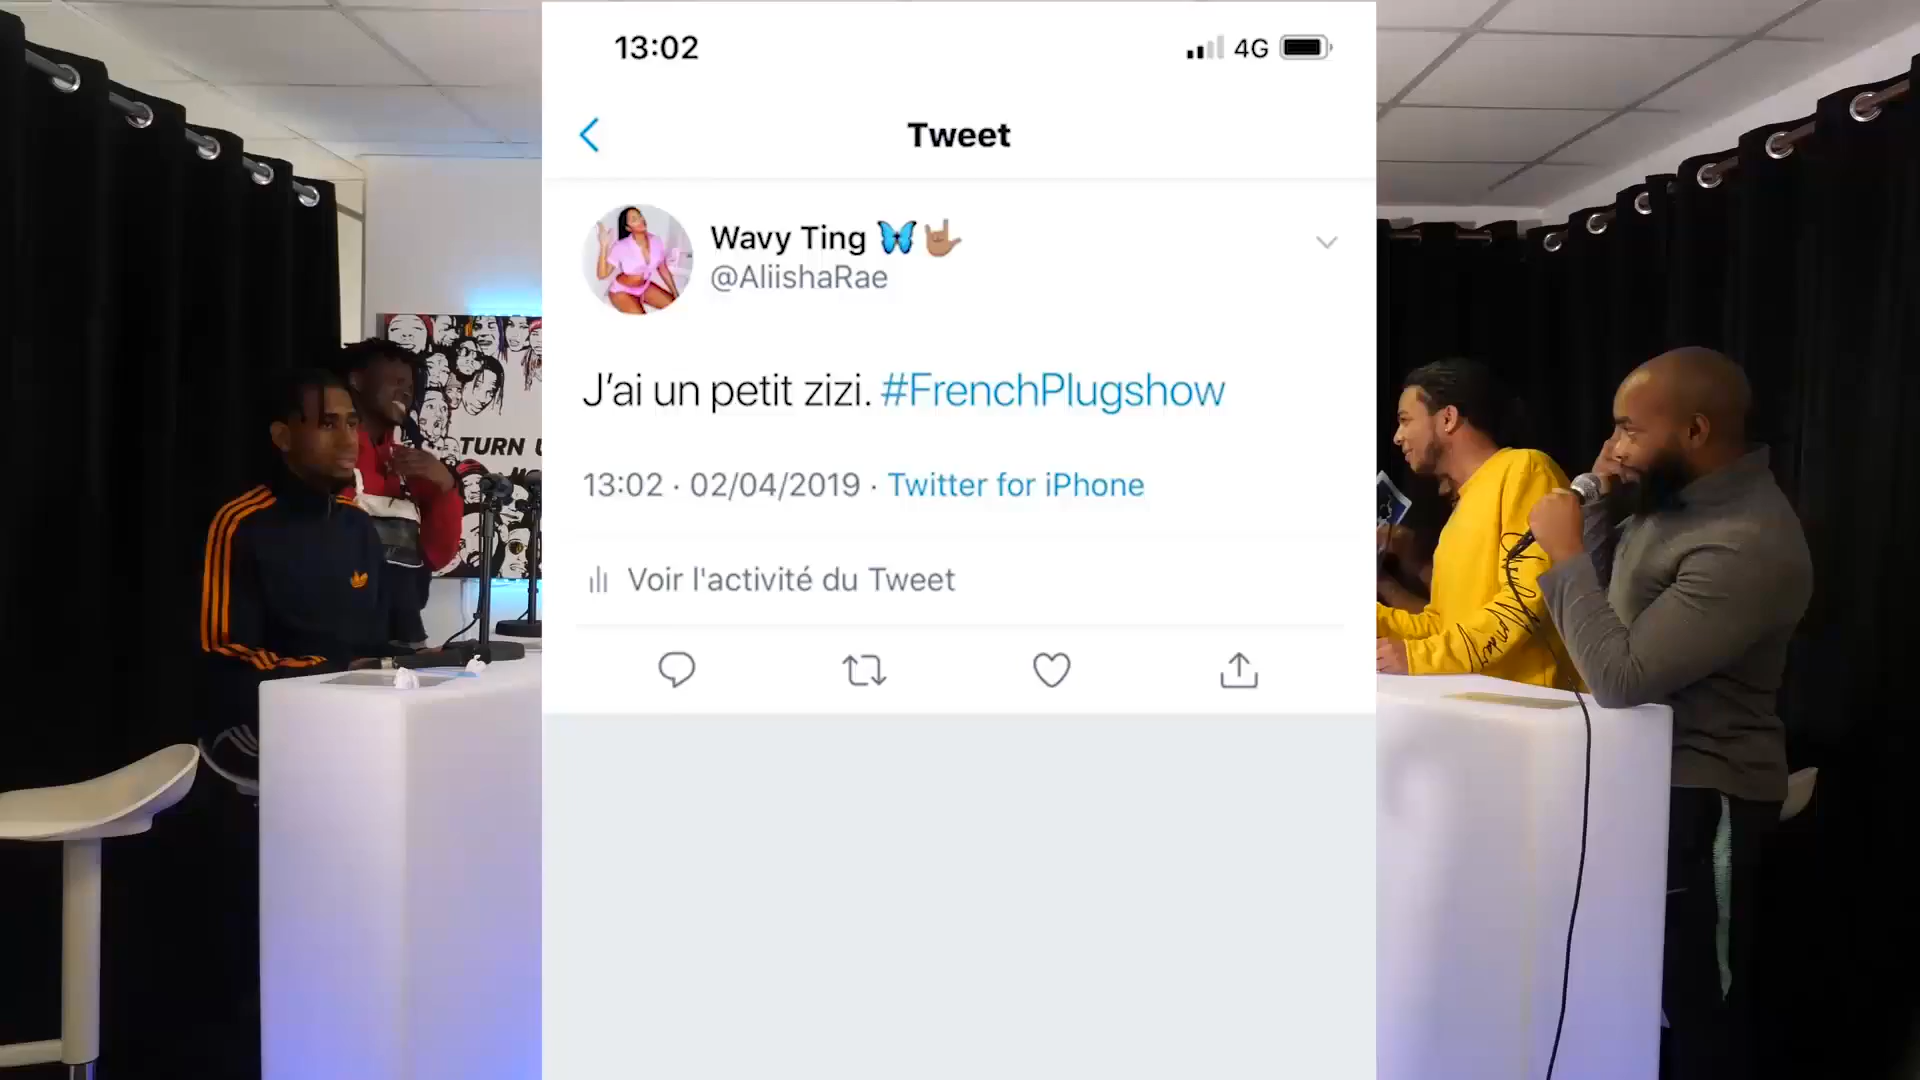 13:02
4G
Tweet
Wavy Ting 🦋🤟🏽
@AliishaRae
J'ai un petit zizi. #FrenchPlugshow
13:02 · 02/04/2019 · Twitter for iPhone
Voir l'activité du Tweet
TURN